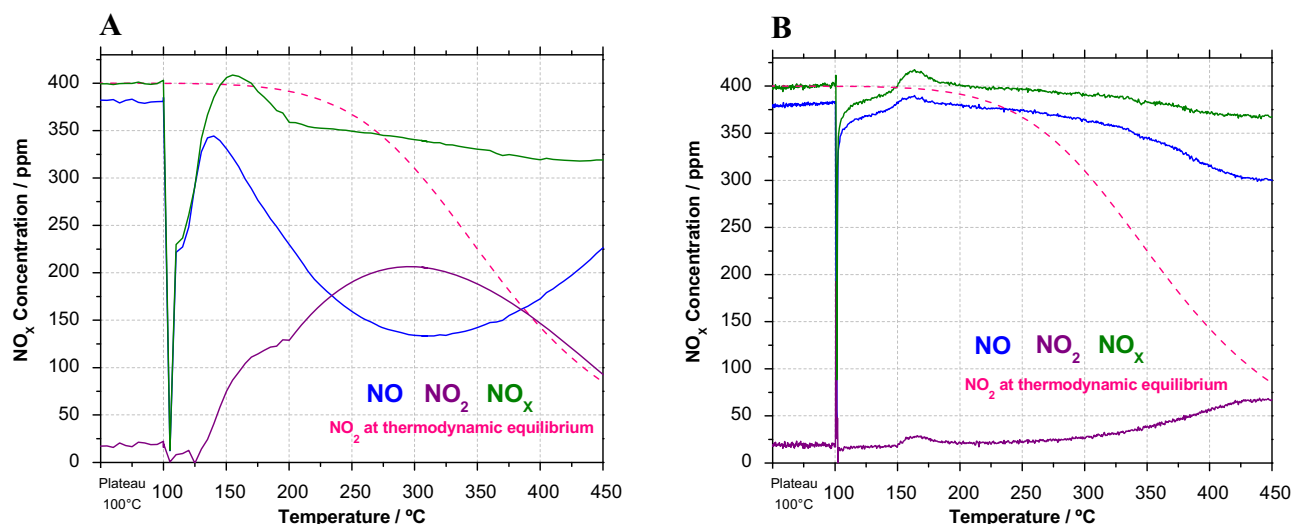 A
NOX Concentration / ppm
400
350
300
250
200
150
100
50
0
NO NO2 NOX
NO2 at thermodynamic equilibrium
Plateau
100°C
100 150 200 250 300 350 400 450
Temperature / ºC
B
NOX Concentration / ppm
400
350
300
250
200
150
100
50
0
NO NO2 NOX
NO2 at thermodynamic equilibrium
Plateau
100°C
100 150 200 250 300 350 400 450
Temperature / ºC